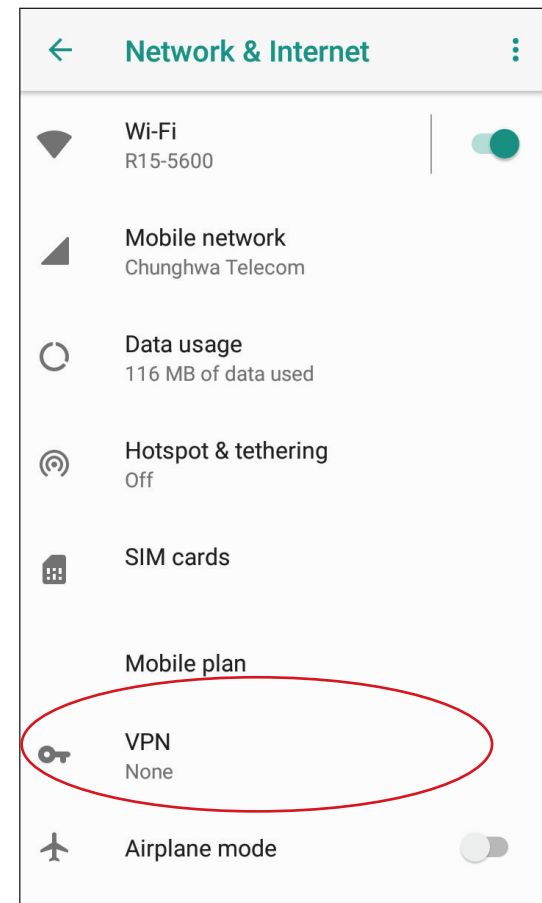 Network & Internet
Wi-Fi
R15-5600
Mobile network
Chunghwa Telecom
Data usage
116 MB of data used
Hotspot & tethering
Off
SIM cards
Mobile plan
VPN
None
Airplane mode